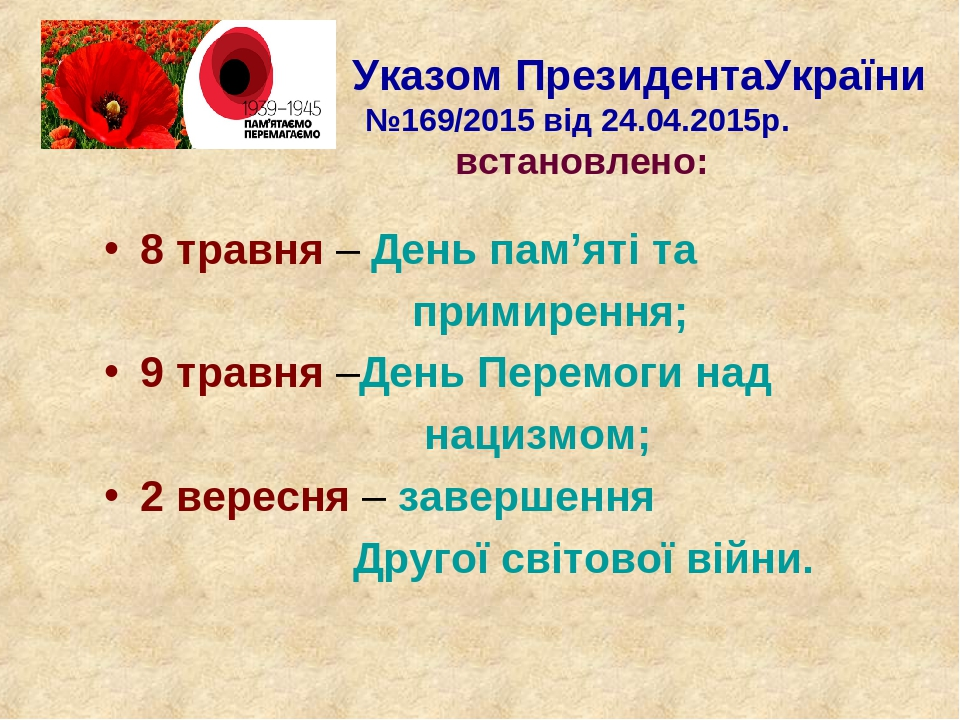 1939–1945
ПАМ'ЯТАЄМО
ПЕРЕМАГАЄМО
Указом ПрезидентаУкраїни
№169/2015 від 24.04.2015р.
встановлено:
• 8 травня – День пам’яті та
примирення;
• 9 травня –День Перемоги над
нацизмом;
• 2 вересня – завершення
Другої світової війни.